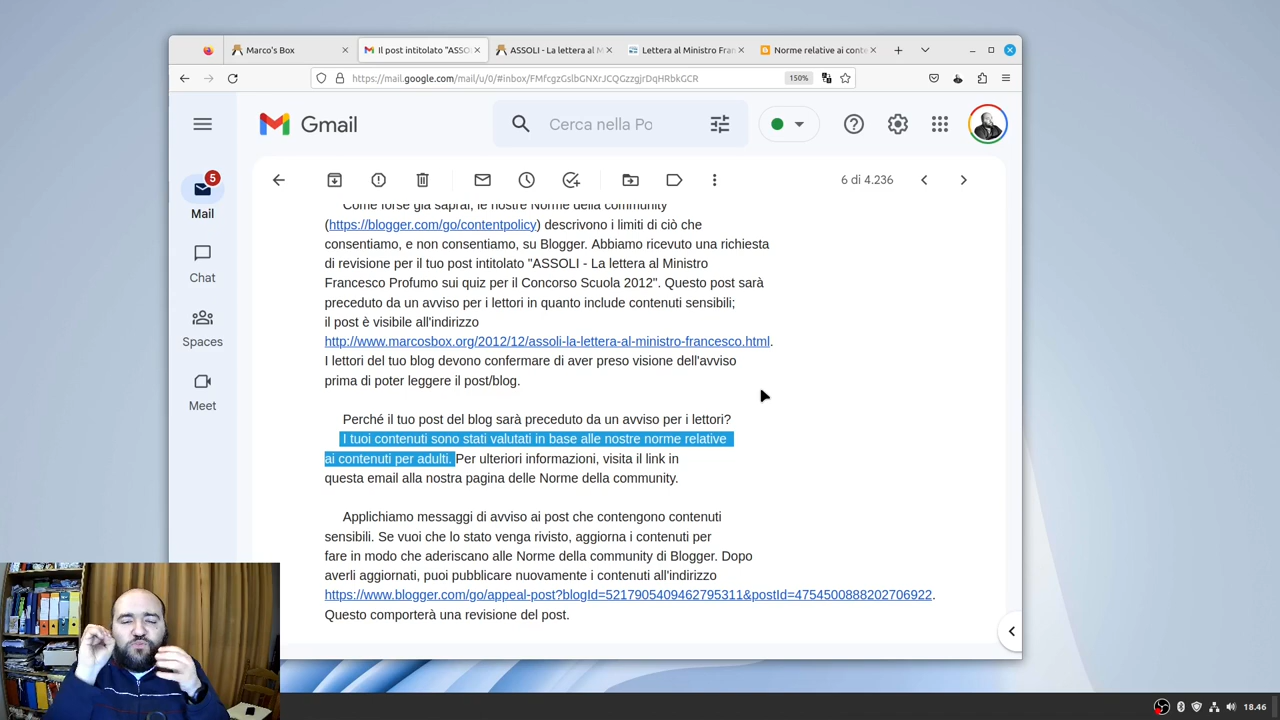 Marco's Box
Il post intitolato "ASSO
ASSOLI - La lettera al M
Lettera al Ministro Fran
Norme relative ai conte
https://mail.google.com/mail/u/0/#inbox/FMfcgzGslbGNXrJCQGzzgjrDqHRbkGCR
150%
Gmail
Cerca nella Po
5
Mail
Chat
Spaces
Meet
6 di 4.236
Come forse già saprai, le nostre Norme della community
(https://blogger.com/go/contentpolicy) descrivono i limiti di ciò che
consentiamo, e non consentiamo, su Blogger. Abbiamo ricevuto una richiesta
di revisione per il tuo post intitolato "ASSOLI - La lettera al Ministro
Francesco Profumo sui quiz per il Concorso Scuola 2012". Questo post sarà
preceduto da un avviso per i lettori in quanto include contenuti sensibili;
il post è visibile all'indirizzo
http://www.marcosbox.org/2012/12/assoli-la-lettera-al-ministro-francesco.html.
I lettori del tuo blog devono confermare di aver preso visione dell'avviso
prima di poter leggere il post/blog.
Perché il tuo post del blog sarà preceduto da un avviso per i lettori?
I tuoi contenuti sono stati valutati in base alle nostre norme relative
ai contenuti per adulti. Per ulteriori informazioni, visita il link in
questa email alla nostra pagina delle Norme della community.
Applichiamo messaggi di avviso ai post che contengono contenuti
sensibili. Se vuoi che lo stato venga rivisto, aggiorna i contenuti per
fare in modo che aderiscano alle Norme della community di Blogger. Dopo
averli aggiornati, puoi pubblicare nuovamente i contenuti all'indirizzo
https://www.blogger.com/go/appeal-post?blogId=5217905409462795311&postId=4754500888202706922.
Questo comporterà una revisione del post.
18.46